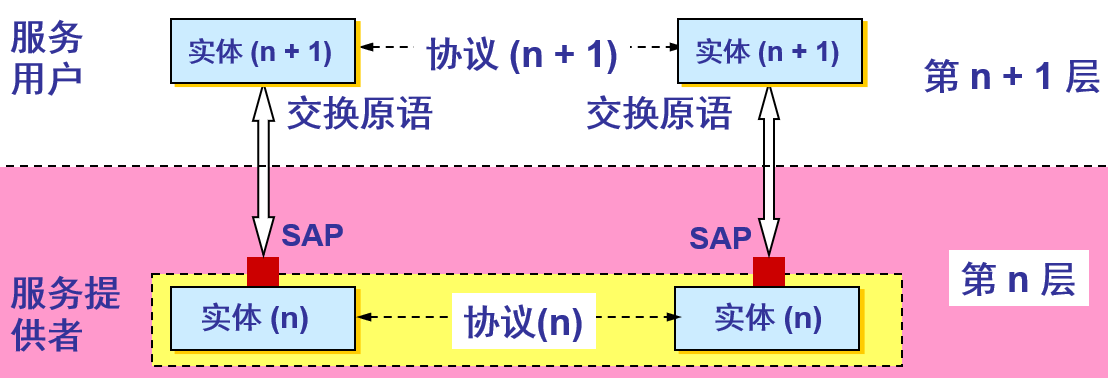 服务
用户
实体 (n + 1)
协议 (n + 1)
实体 (n + 1)
第 n + 1 层
交换原语
交换原语
SAP
SAP
服务提
供者
第 n 层
实体 (n)
协议(n)
实体 (n)